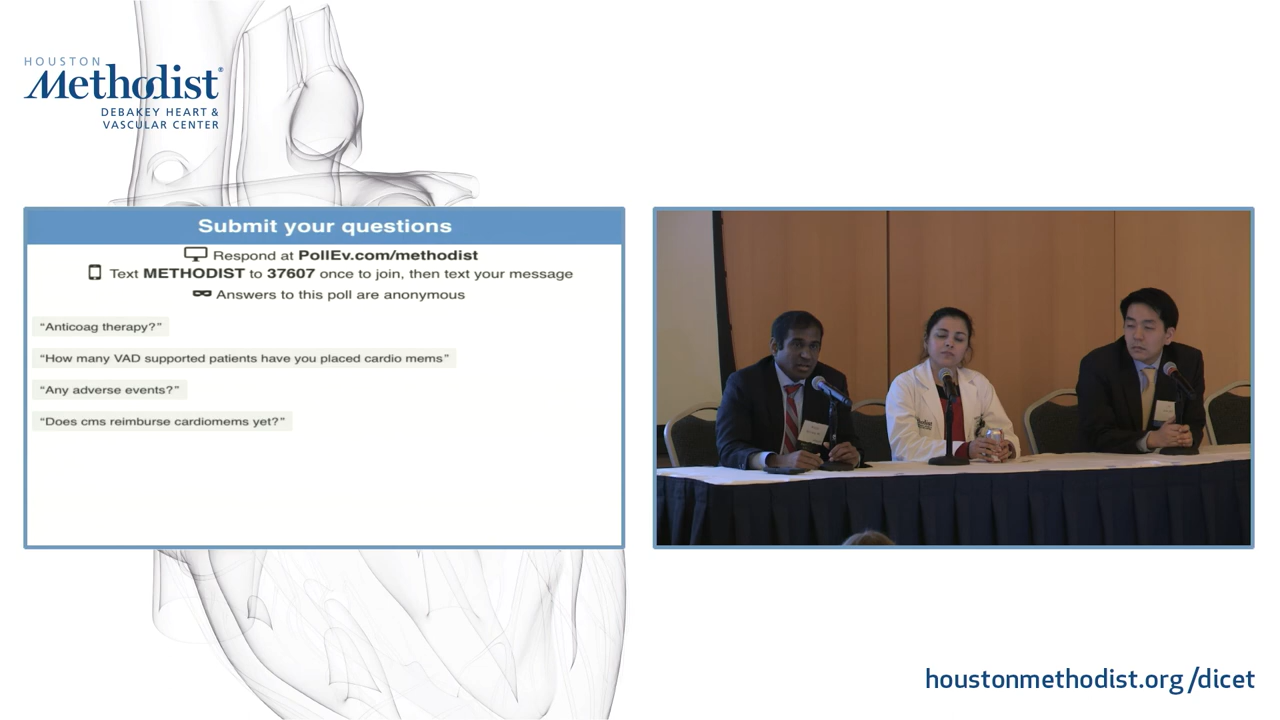 HOUSTON
Methodist®
DEBAKEY HEART &
VASCULAR CENTER
Submit your questions
Respond at PollEv.com/methodist
Text METHODIST to 37607 once to join, then text your message
Answers to this poll are anonymous
“Anticoag therapy?”
“How many VAD supported patients have you placed cardio mems”
“Any adverse events?”
“Does cms reimburse cardiomems yet?”
Methodist
houstonmethodist.org/dicet